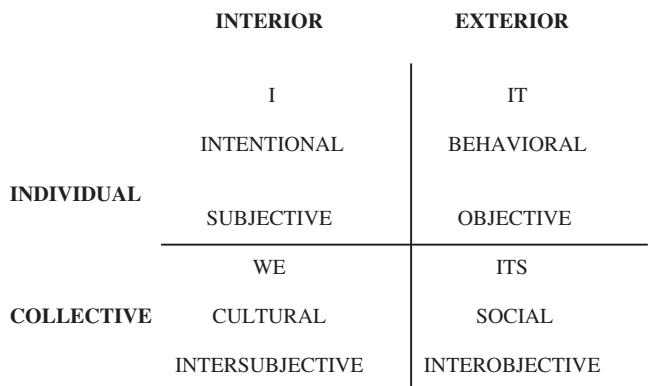 INTERIOR EXTERIOR
I IT
INTENTIONAL BEHAVIORAL
INDIVIDUAL
SUBJECTIVE OBJECTIVE
WE ITS
COLLECTIVE CULTURAL SOCIAL
INTERSUBJECTIVE INTEROBJECTIVE